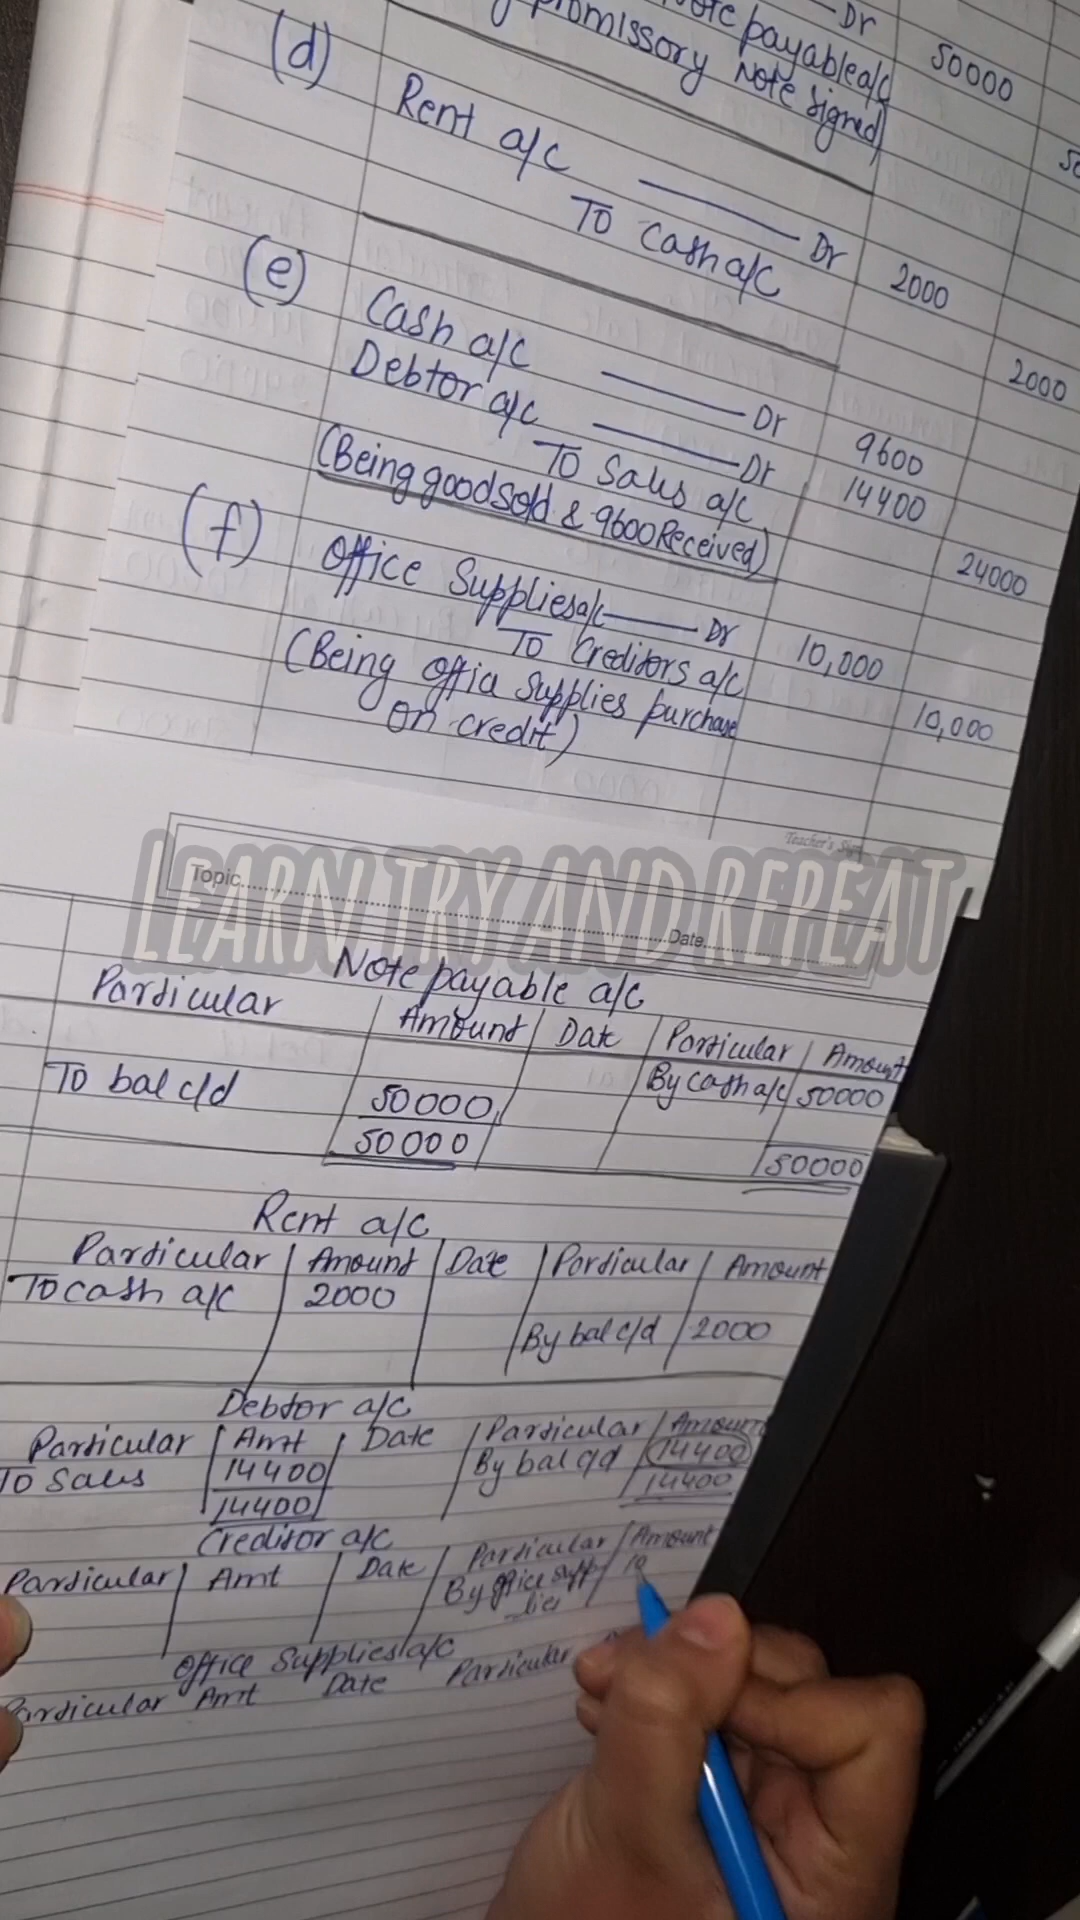 Dr
Note payable a/c
50000
promissory Note signed)
(d)
Rent a/c Dr 2000
To cash a/c 2000
(e)
Cash a/c Dr 9600
Debtor a/c Dr 14400
To Sales a/c 24000
(Being good sold & 9600 Received)
(f)
Office Supplies a/c Dr 10,000
To Creditors a/c 10,000
(Being office supplies purchase
on credit)
Teacher's Sign
Topic Date
LEARN TRY AND REPEAT
Note payable a/c
Particular Amount Date Particular Amount
By cash a/c 50000
To bal c/d 50000
50000 50000
Rent a/c
Particular Amount Date Particular Amount
To cash a/c 2000
By bal c/d 2000
Debtor a/c
Particular Amt Date Particular Amount
To Sales 14400 By bal c/d 14400
14400 14400
Creditor a/c
Particular Amt Date Particular Amount
By office supp
lies
Office Supplies a/c
Particular Amt Date Particular